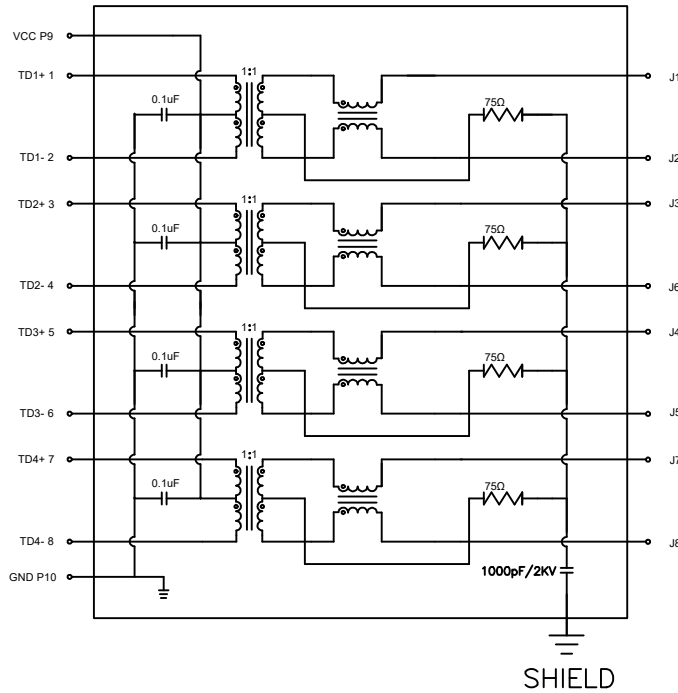 VCC P9
TD1+ 1
1:1
J1
0.1uF
75Ω
TD1- 2
J2
TD2+ 3
1:1
J3
0.1uF
75Ω
TD2- 4
J6
TD3+ 5
1:1
J4
0.1uF
75Ω
TD3- 6
J5
TD4+ 7
1:1
J7
0.1uF
75Ω
TD4- 8
J8
GND P10
1000pF/2KV
SHIELD